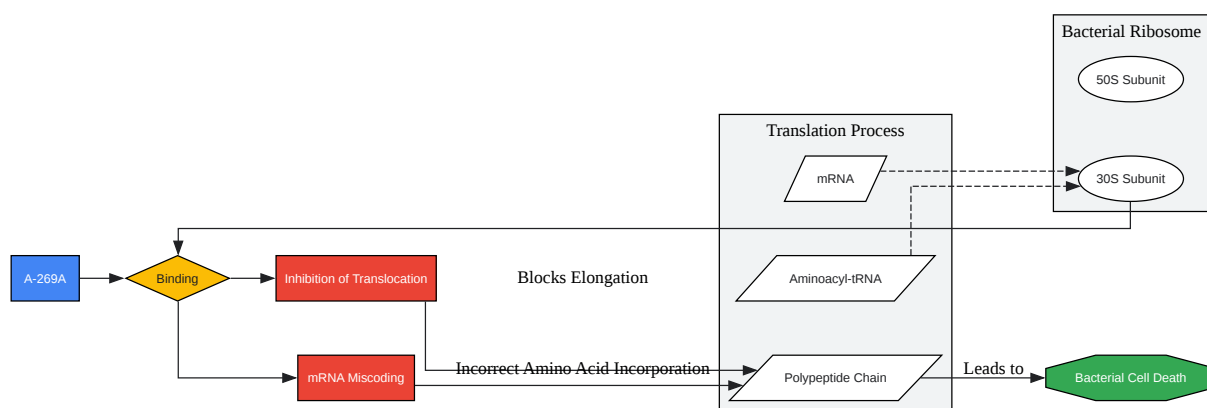 Bacterial Ribosome
50S Subunit
Translation Process
mRNA
30S Subunit
A-269A
Binding
Inhibition of Translocation
Blocks Elongation
Aminoacyl-tRNA
mRNA Miscoding
Incorrect Amino Acid Incorporation
Polypeptide Chain
Leads to
Bacterial Cell Death